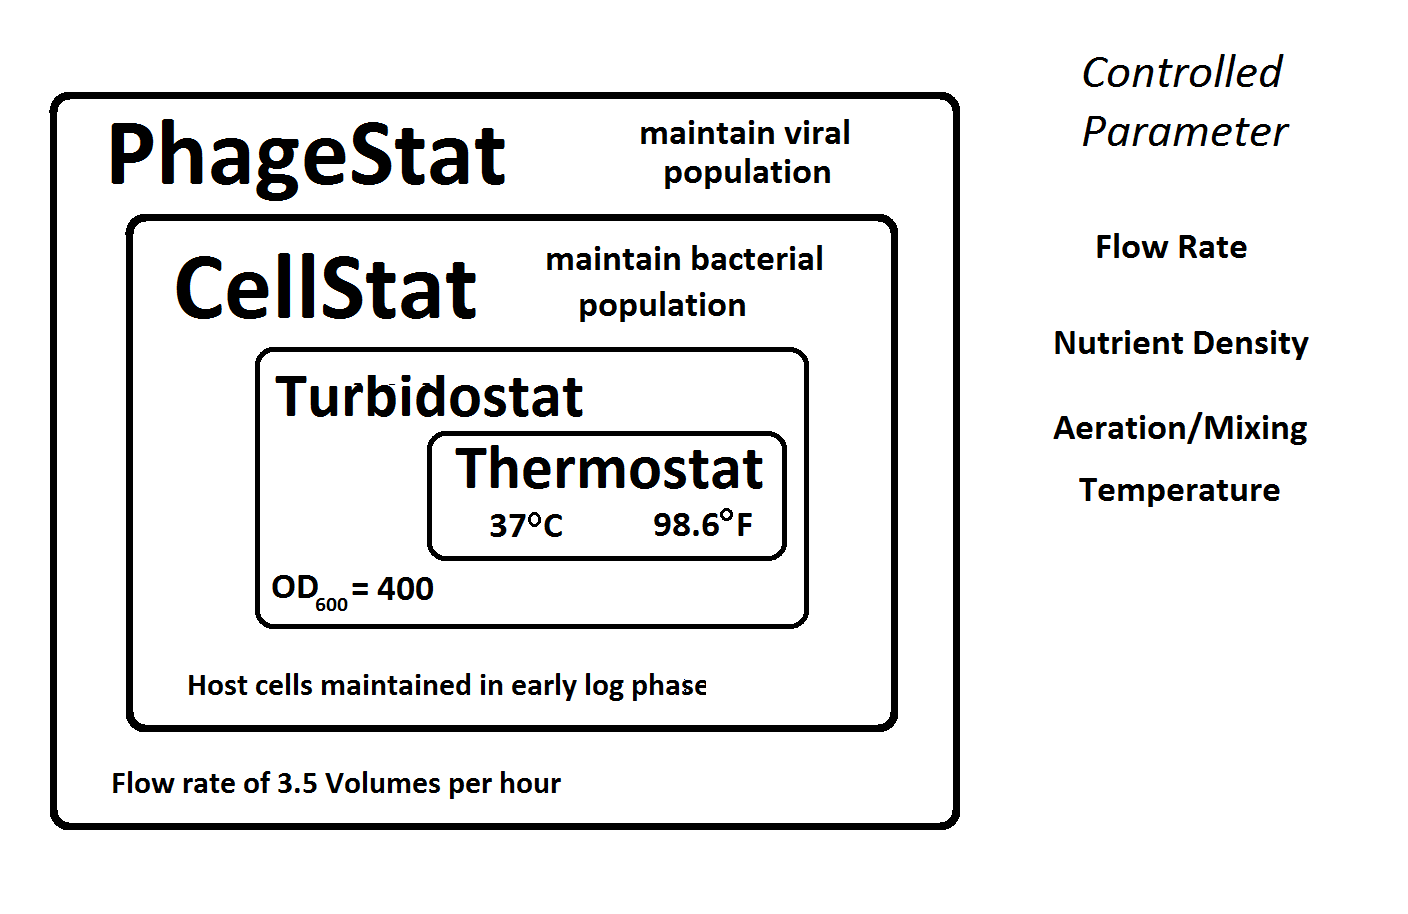 Controlled
Parameter
PhageStat
maintain viral
population
Flow Rate
CellStat
maintain bacterial
population
Nutrient Density
Turbidostat
Aeration/Mixing
Thermostat
Temperature
37°C 98.6°F
OD600 = 400
Host cells maintained in early log phase
Flow rate of 3.5 Volumes per hour